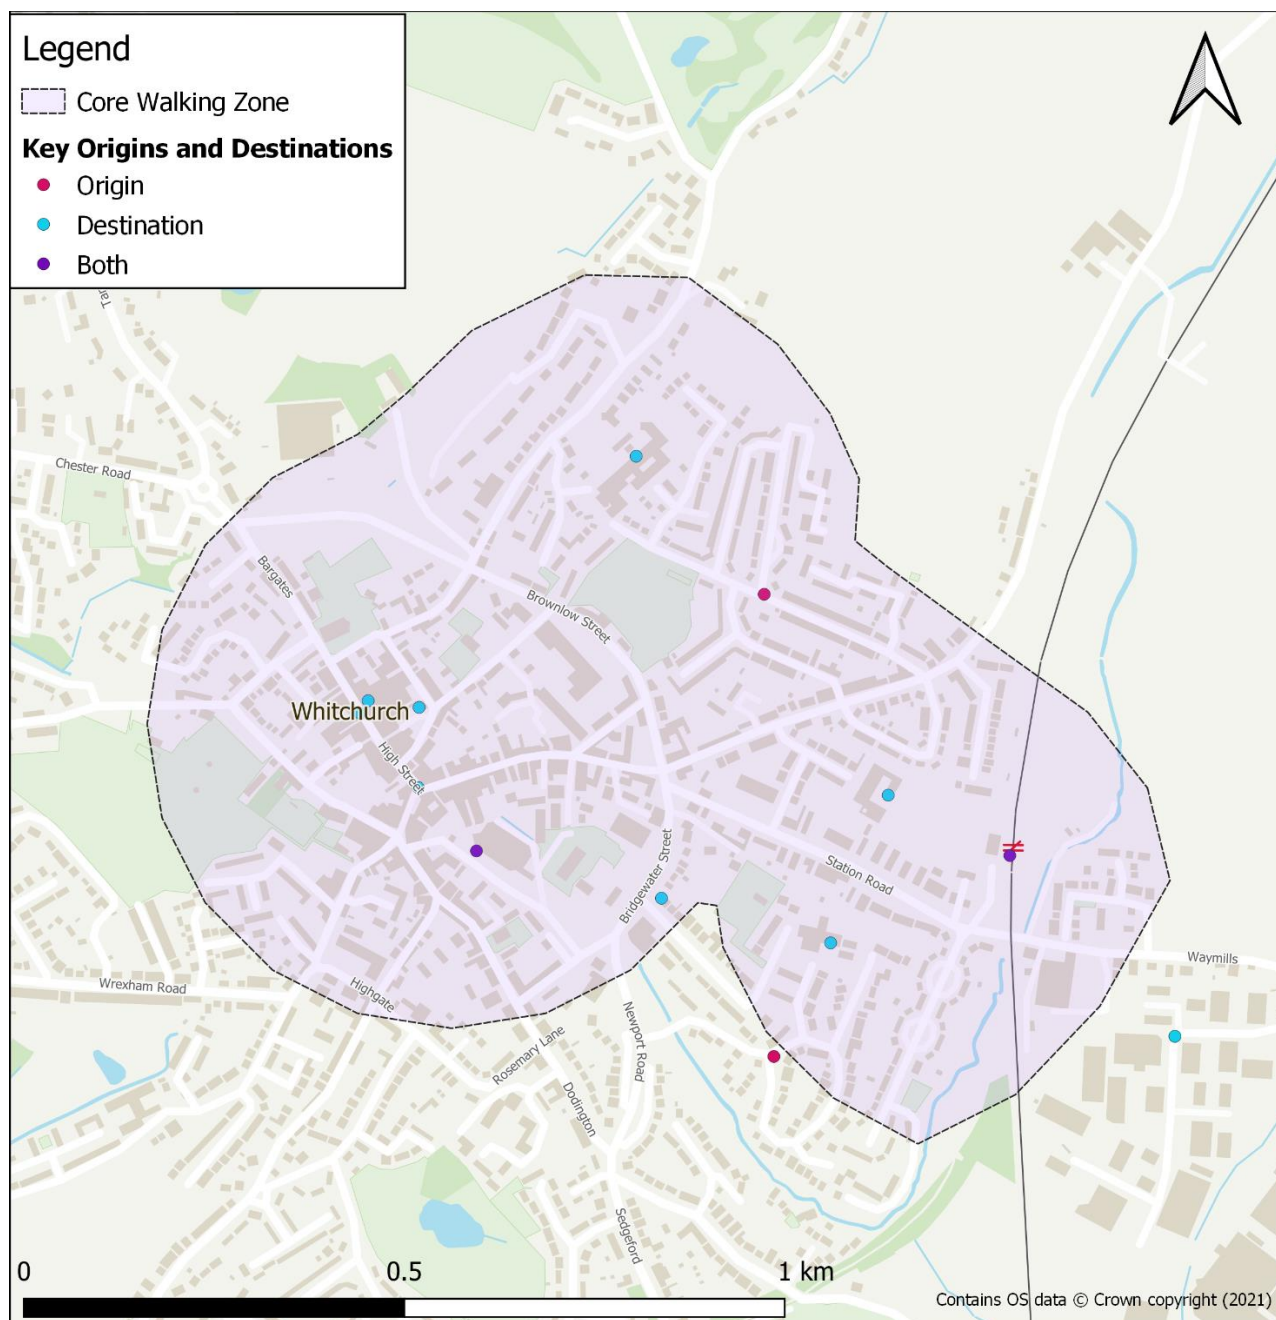 Legend
Core Walking Zone
Key Origins and Destinations
Origin
Destination
Both
Tar
Chester Road
Bargates
Brownlow Street
Whitchurch
High Street
Station Road
Bridgewater Street
Waymills
Wrexham Road
Highgate
Rosemary Lane
Newport Road
Dodington
Sedgeford
0
0.5
1 km
Contains OS data © Crown copyright (2021)